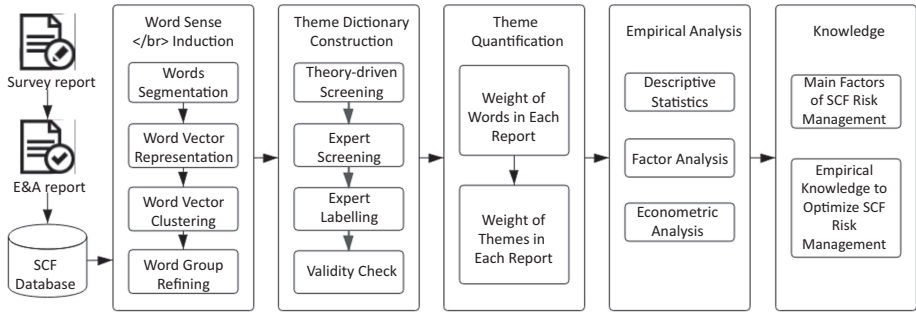 Survey report
E&A report
SCF
Database
Word Sense
</br> Induction
Words
Segmentation
Word Vector
Representation
Word Vector
Clustering
Word Group
Refining
Theme Dictionary
Construction
Theory-driven
Screening
Expert
Screening
Expert
Labelling
Validity Check
Theme
Quantification
Weight of
Words in Each
Report
Weight of
Themes in
Each Report
Empirical Analysis
Descriptive
Statistics
Factor Analysis
Econometric
Analysis
Knowledge
Main Factors
of SCF Risk
Management
Empirical
Knowledge to
Optimize SCF
Risk
Management